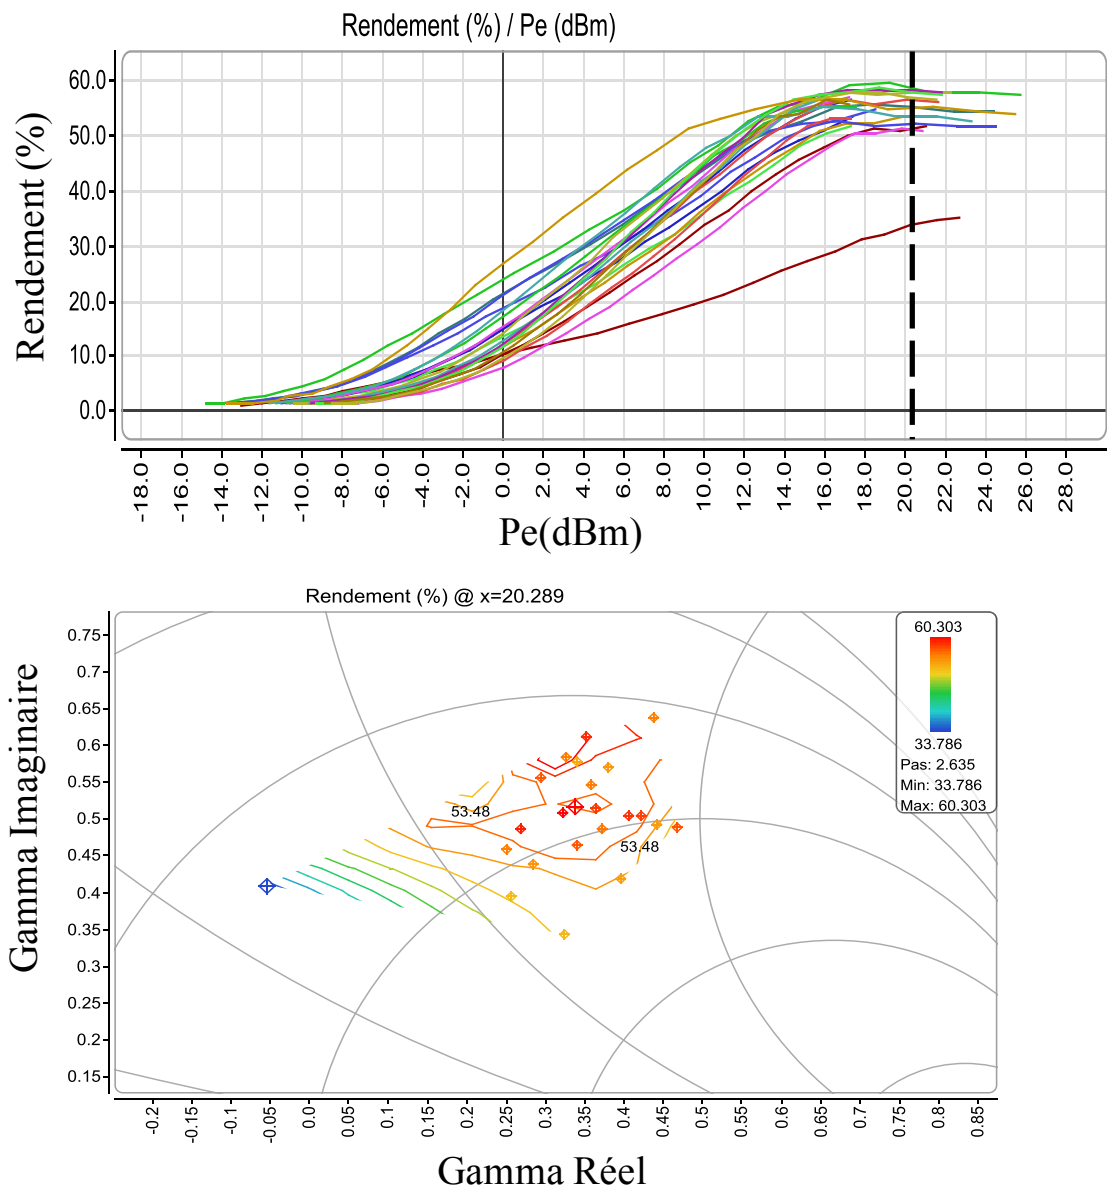 Rendement (%) / Pe (dBm)
Rendement (%)
60.0
50.0
40.0
30.0
20.0
10.0
0.0
-18.0 -16.0 -14.0 -12.0 -10.0 -8.0 -6.0 -4.0 -2.0 0.0 2.0 4.0 6.0 8.0 10.0 12.0 14.0 16.0 18.0 20.0 22.0 24.0 26.0 28.0
Pe(dBm)
Rendement (%) @ x=20.289
Gamma Imaginaire
0.75
0.7
0.65
0.6
0.55
0.5
0.45
0.4
0.35
0.3
0.25
0.2
0.15
53.48
53.48
60.303
33.786
Pas: 2.635
Min: 33.786
Max: 60.303
-0.2 -0.15 -0.1 -0.05 0.0 0.05 0.1 0.15 0.2 0.25 0.3 0.35 0.4 0.45 0.5 0.55 0.6 0.65 0.7 0.75 0.8 0.85
Gamma Réel